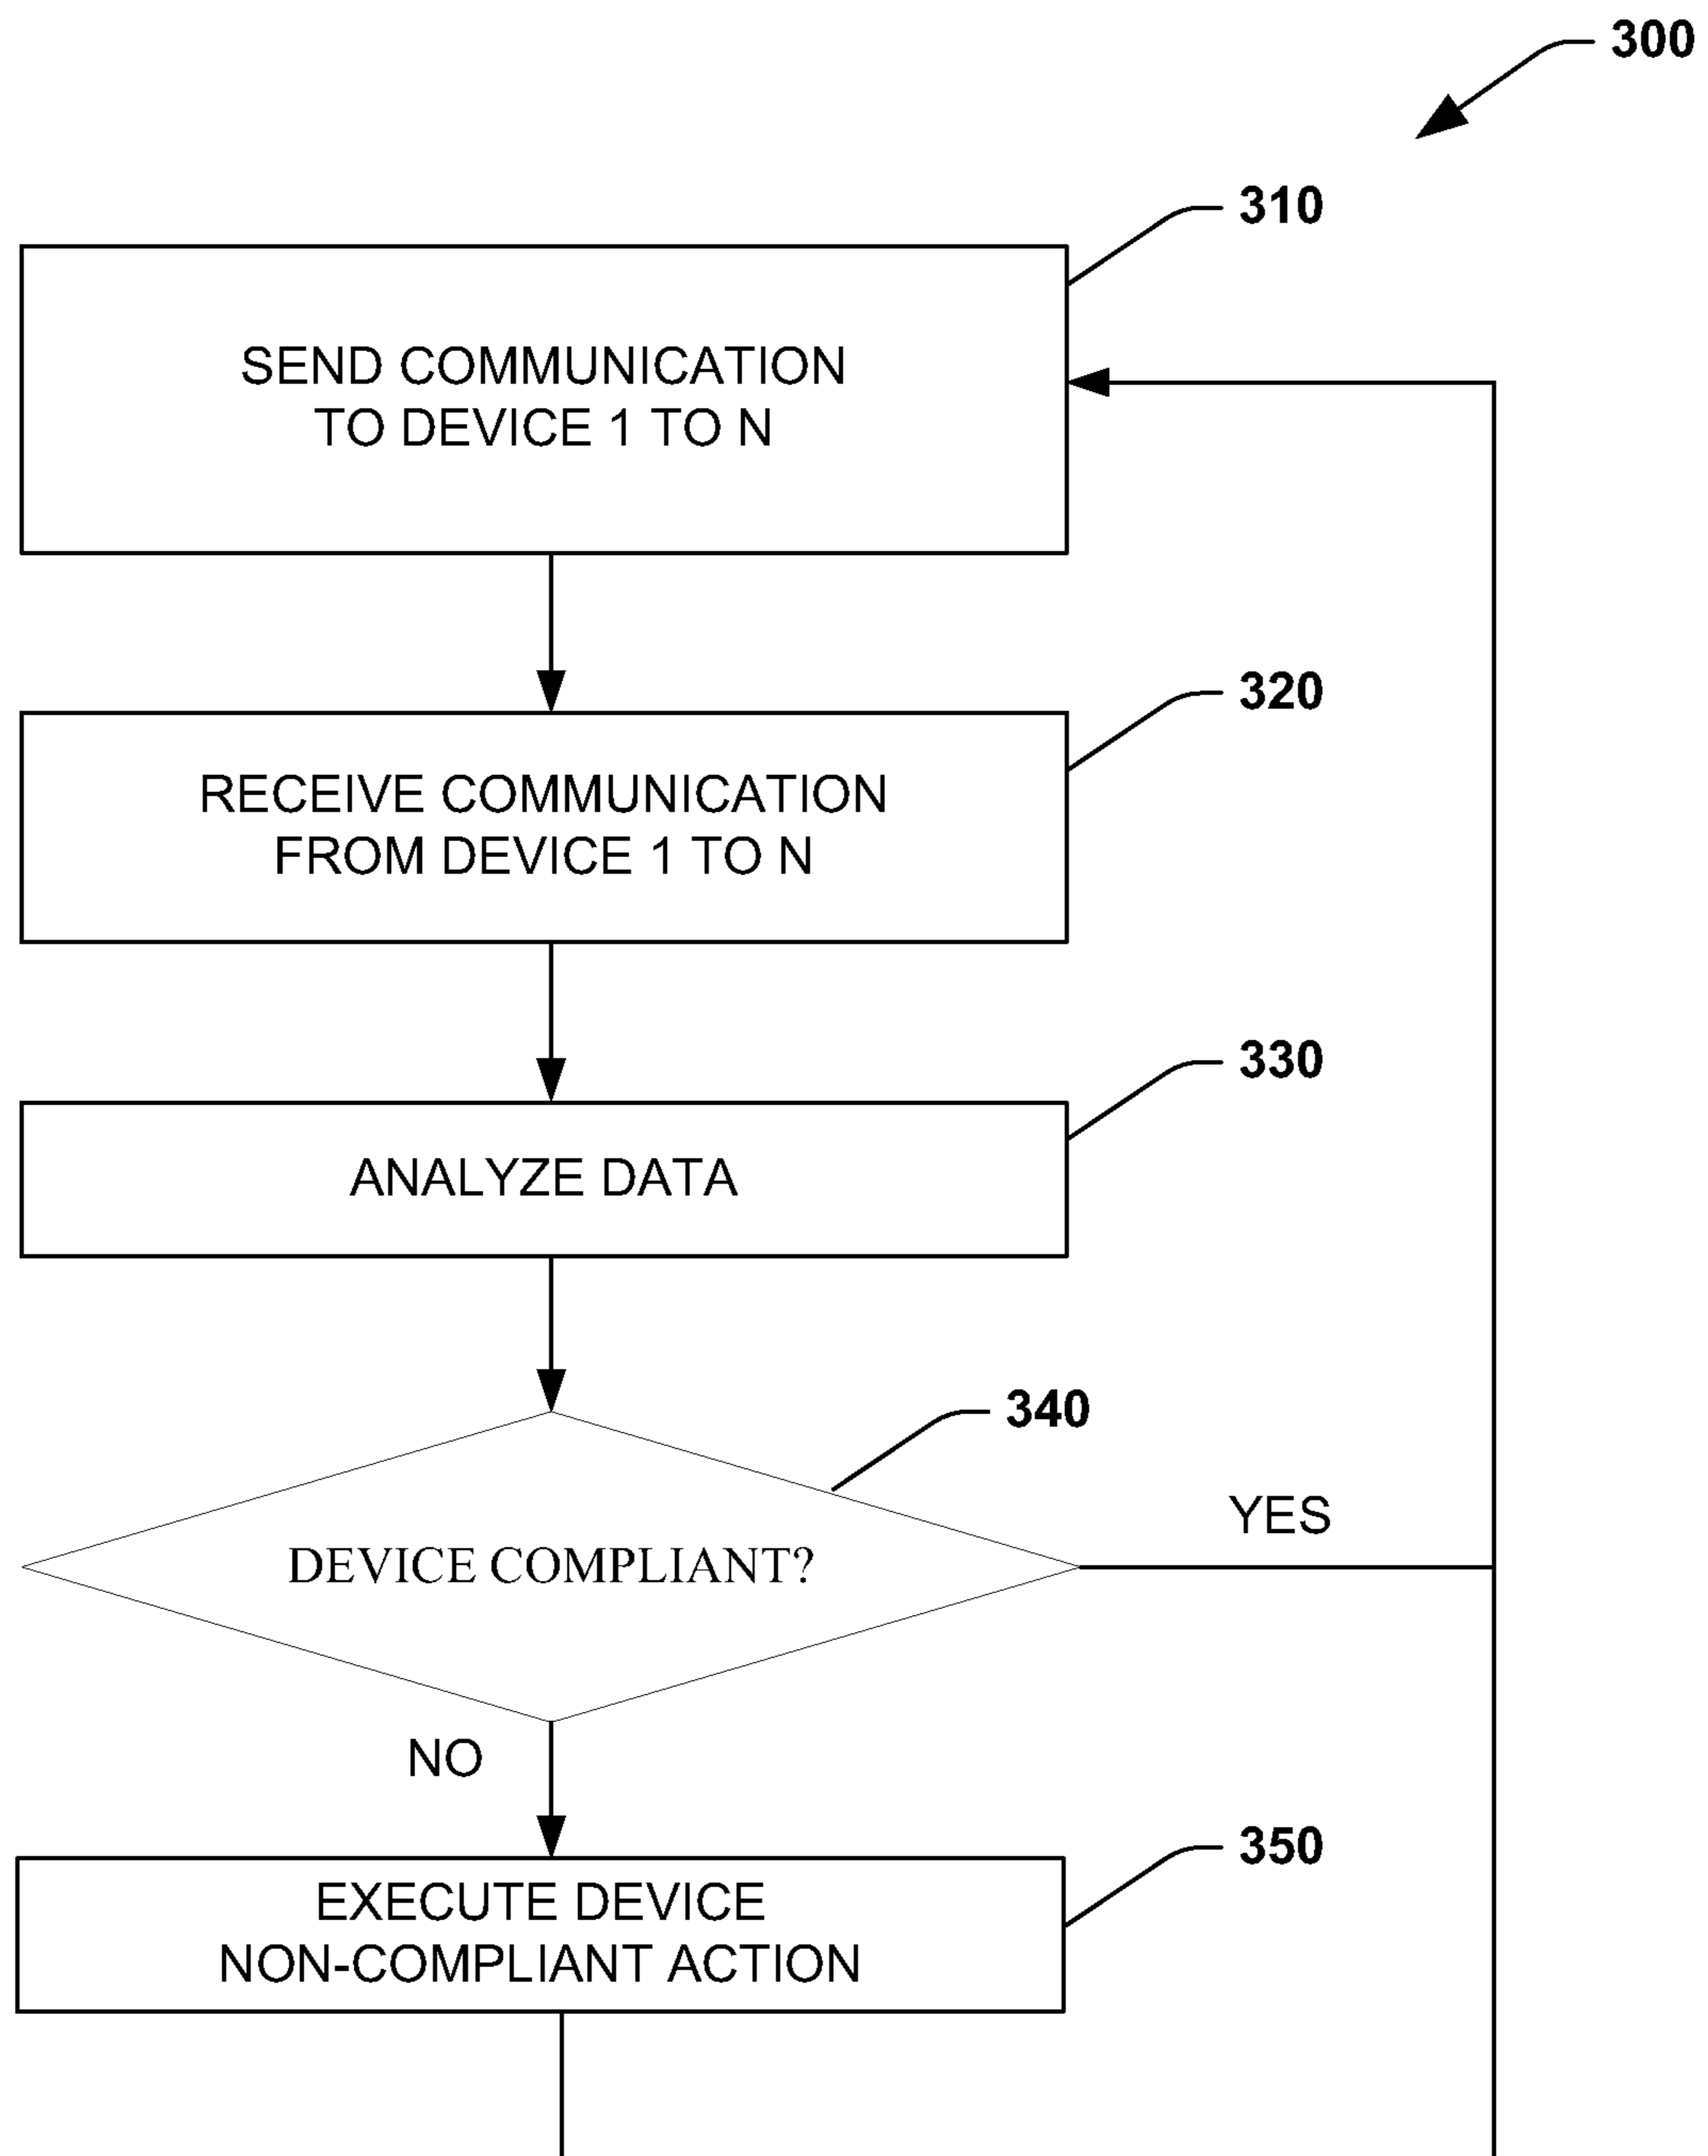 300
310
SEND COMMUNICATION
TO DEVICE 1 TO N
320
RECEIVE COMMUNICATION
FROM DEVICE 1 TO N
330
ANALYZE DATA
340
DEVICE COMPLIANT?
YES
NO
350
EXECUTE DEVICE
NON-COMPLIANT ACTION